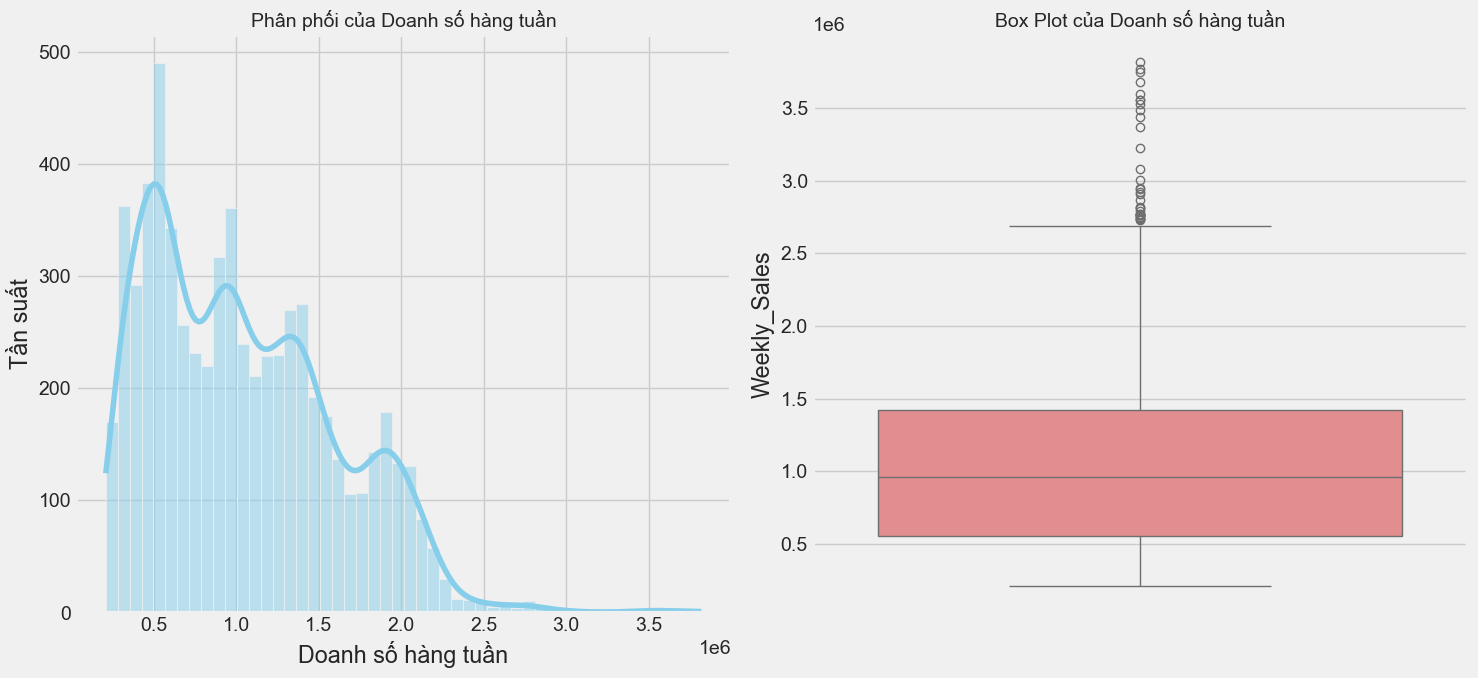 Phân phối của Doanh số hàng tuần
Tần suất
500
400
300
200
100
0
0.5
1.0
1.5
2.0
2.5
3.0
3.5
1e6
Doanh số hàng tuần
Box Plot của Doanh số hàng tuần
1e6
Weekly_Sales
3.5
3.0
2.5
2.0
1.5
1.0
0.5